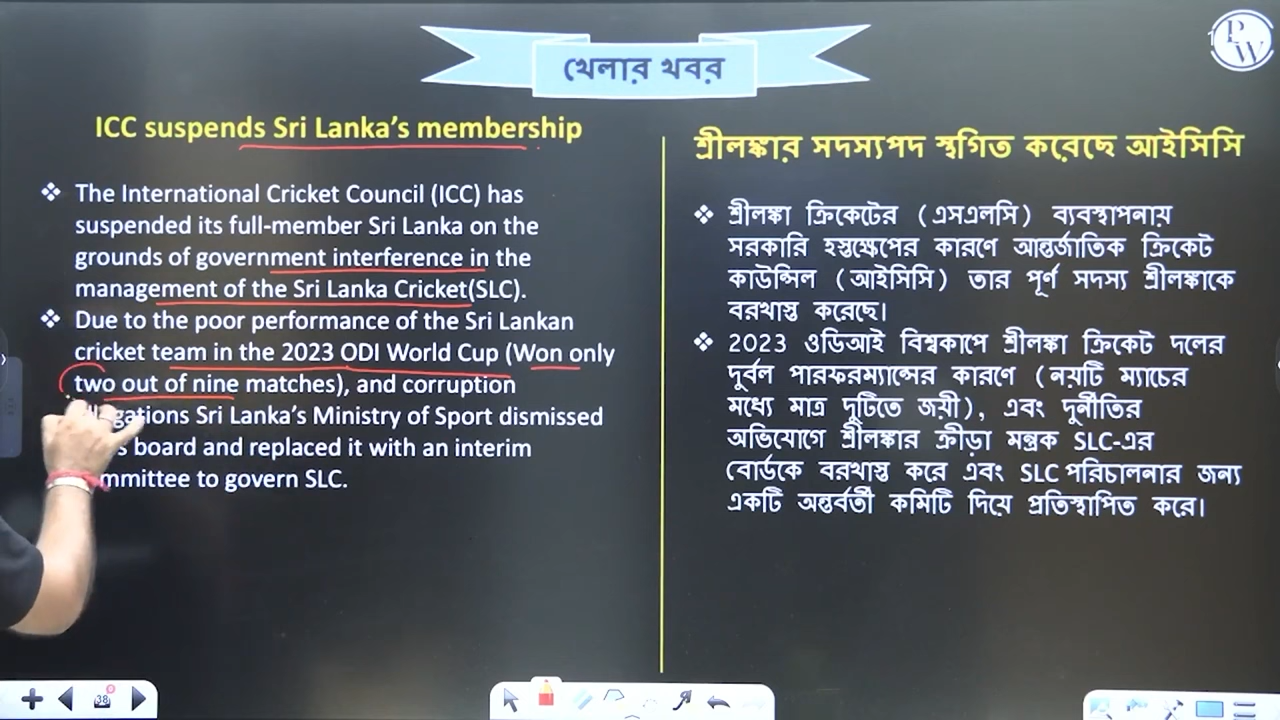 খেলার খবর
PW
ICC suspends Sri Lanka's membership
❖ The International Cricket Council (ICC) has
suspended its full-member Sri Lanka on the
grounds of government interference in the
management of the Sri Lanka Cricket(SLC).
❖ Due to the poor performance of the Sri Lankan
cricket team in the 2023 ODI World Cup (Won only
two out of nine matches), and corruption
Sri Lanka's Ministry of Sport dismissed
board and replaced it with an interim
to govern SLC.
শ্রীলঙ্কার সদস্যপদ স্থগিত করেছে আইসিসি
❖ শ্রীলঙ্কা ক্রিকেটের (এসএলসি) ব্যবস্থাপনায়
সরকারি হস্তক্ষেপের কারণে আন্তর্জাতিক ক্রিকেট
কাউন্সিল (আইসিসি) তার পূর্ণ সদস্য শ্রীলঙ্কাকে
বরখাস্ত করেছে।
❖ 2023 ওডিআই বিশ্বকাপে শ্রীলঙ্কা ক্রিকেট দলের
দুর্বল পারফরম্যান্সের কারণে (নয়টি ম্যাচের
মধ্যে মাত্র দুটিতে জয়ী), এবং দুর্নীতির
অভিযোগে শ্রীলঙ্কার ক্রীড়া মন্ত্রক SLC-এর
বোর্ডকে বরখাস্ত করে এবং SLC পরিচালনার জন্য
একটি অন্তর্বর্তী কমিটি দিয়ে প্রতিস্থাপিত করে।
38